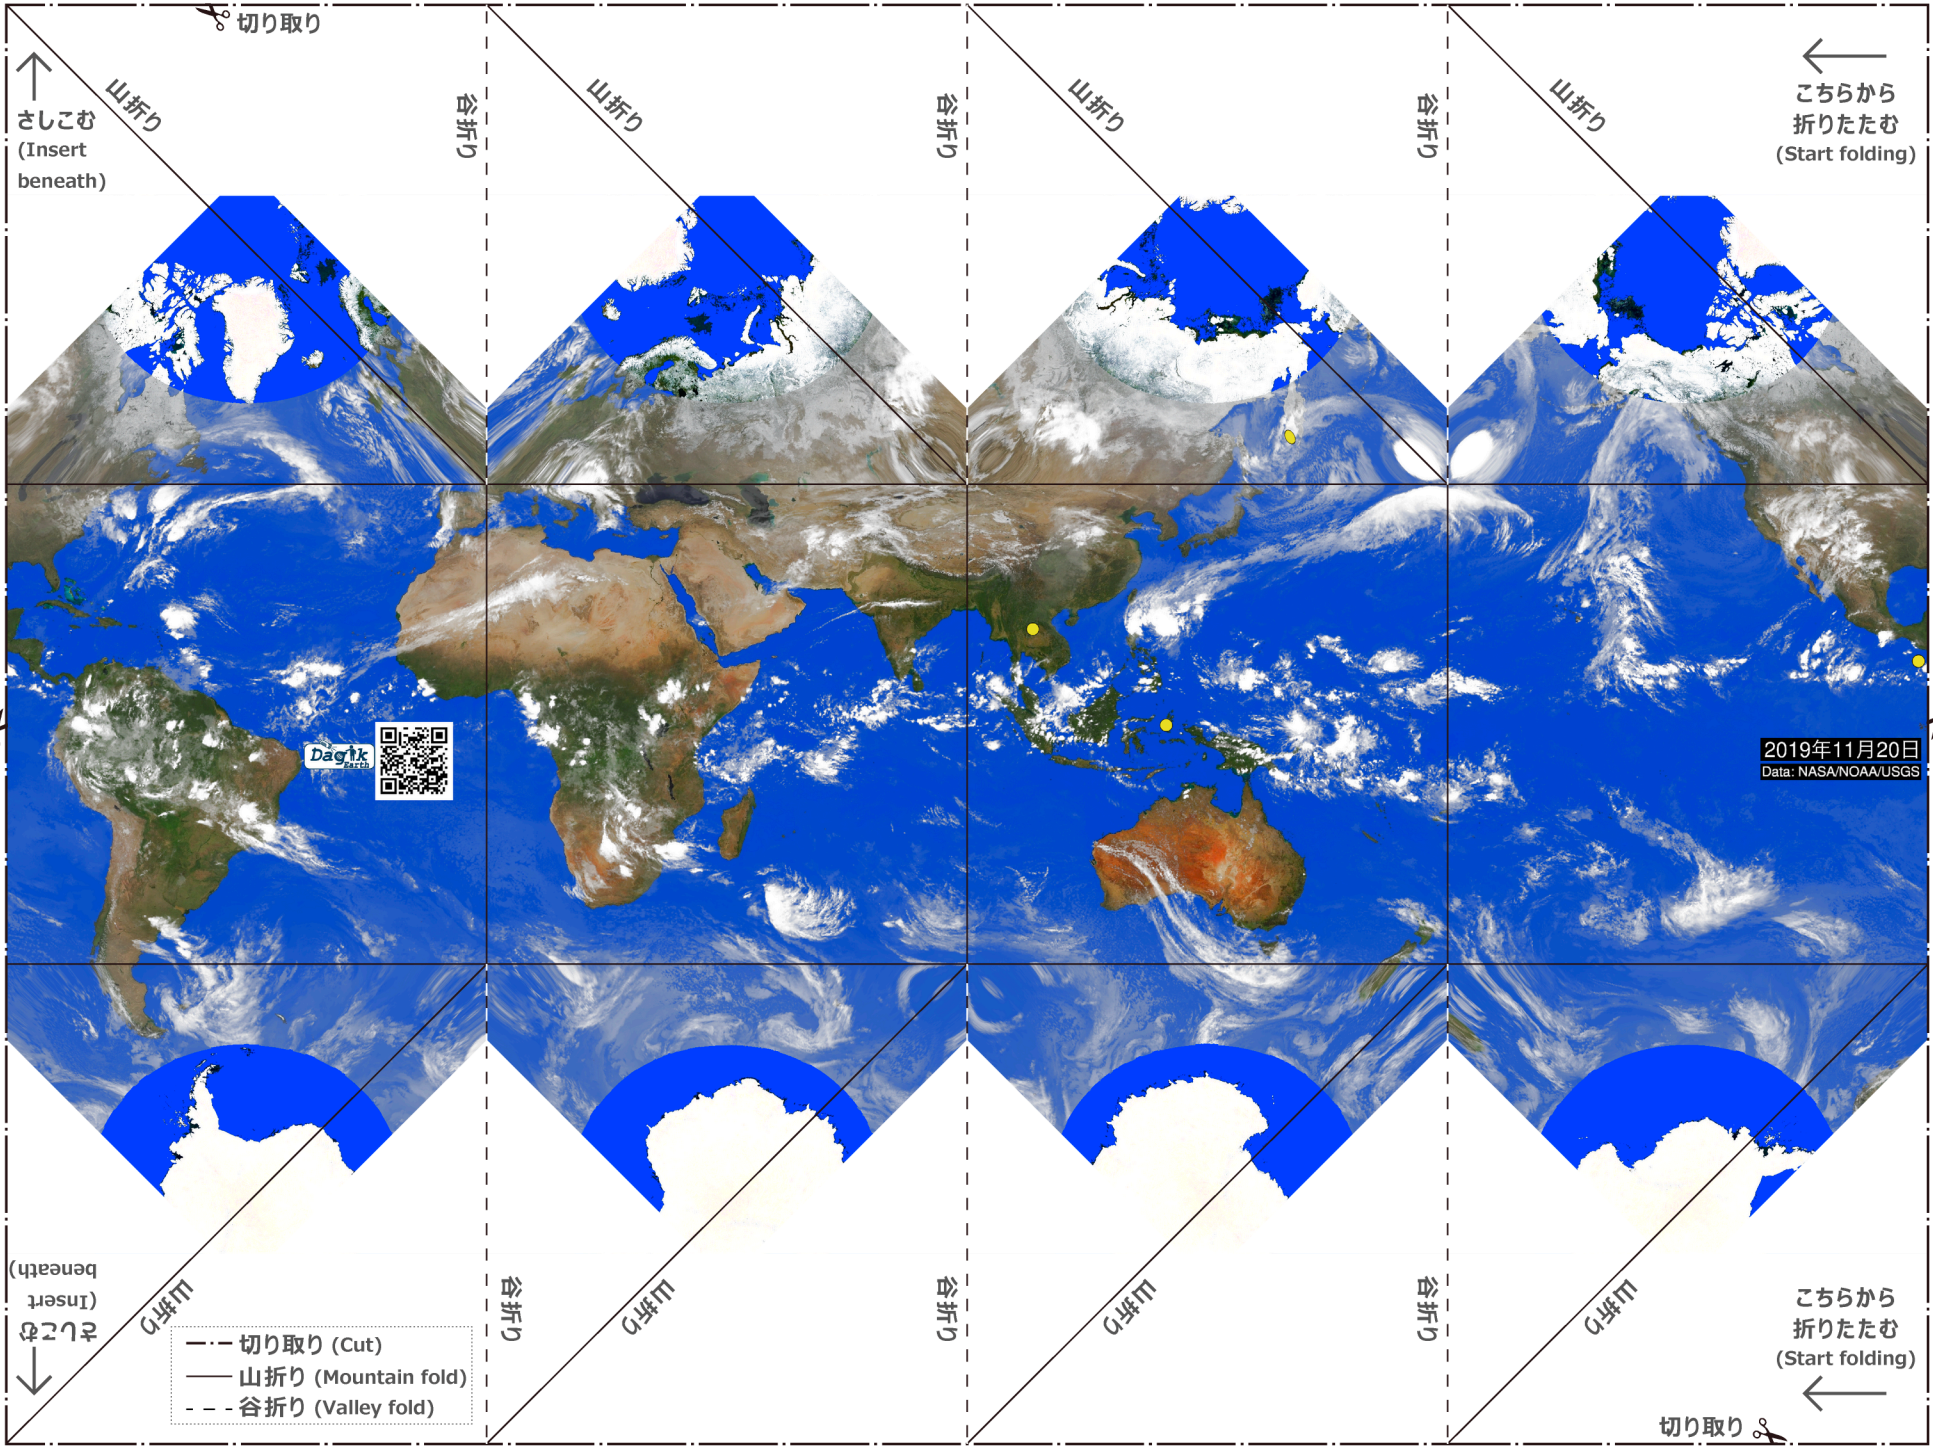 切り取り
さしこむ
(Insert
beneath)
山折り
谷折り
山折り
谷折り
山折り
谷折り
山折り
こちらから
折りたたむ
(Start folding)
Dagik
Earth
2019年11月20日
Data: NASA/NOAA/USGS
さしこむ
(Insert
beneath)
山折り
谷折り
山折り
谷折り
山折り
谷折り
山折り
こちらから
折りたたむ
(Start folding)
切り取り (Cut)
山折り (Mountain fold)
谷折り (Valley fold)
切り取り